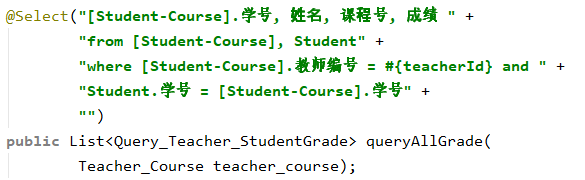 @Select("[Student-Course].学号, 姓名, 课程号, 成绩 " +
"from [Student-Course], Student" +
"where [Student-Course].教师编号 = #{teacherId} and " +
"Student.学号 = [Student-Course].学号" +
"")
public List<Query_Teacher_StudentGrade> queryAllGrade(
Teacher_Course teacher_course);